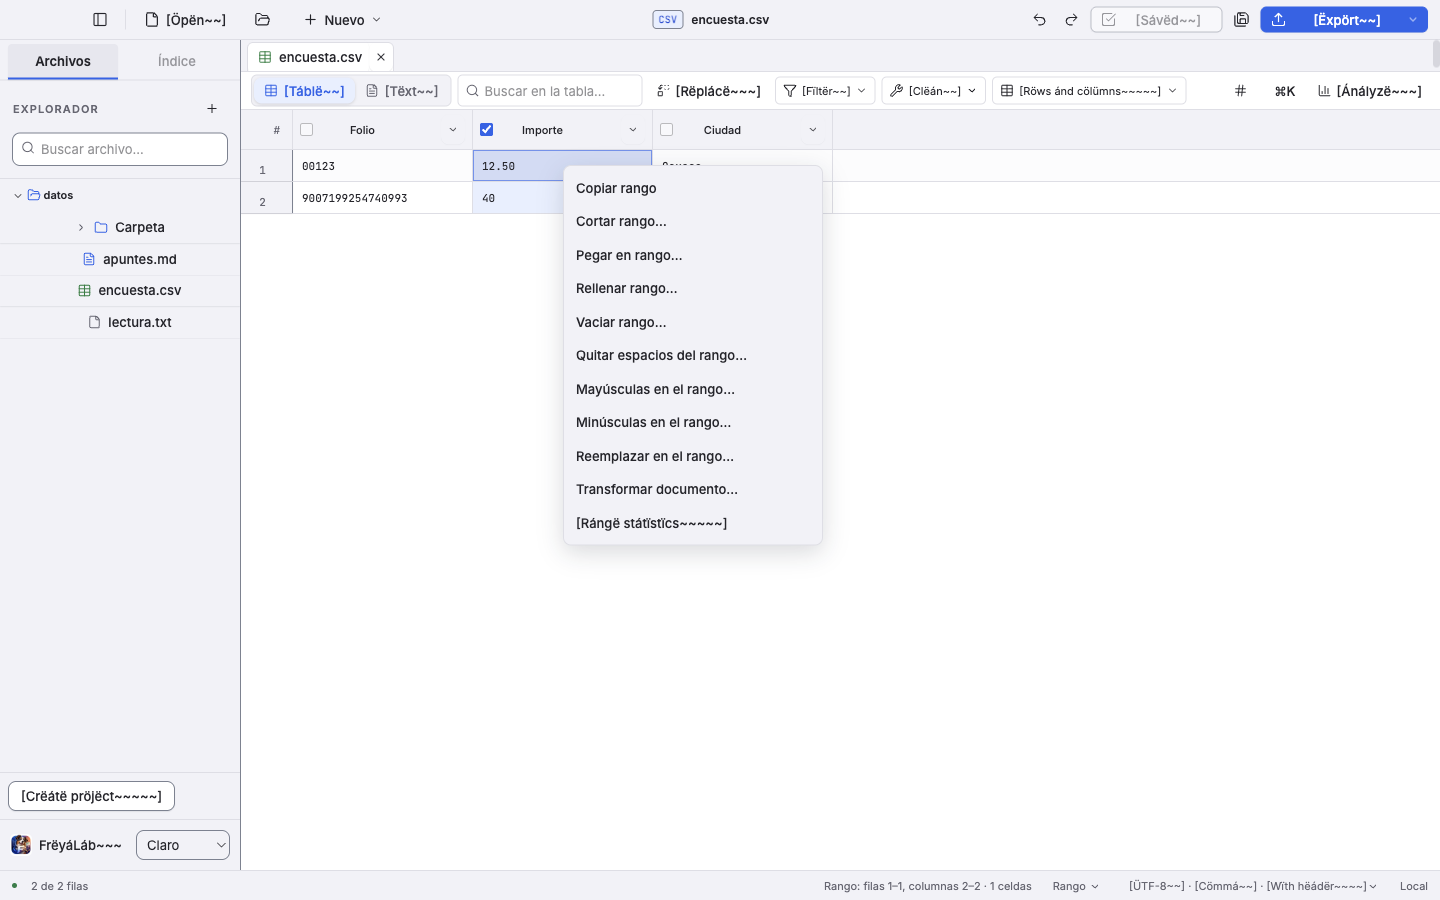 [Öpën~~]
Nuevo
CSV encuesta.csv
[Sávëd~~]
[Ëxpört~~]
Archivos
Índice
encuesta.csv
[Táblë~~]
[Tëxt~~]
Buscar en la tabla...
[Rëplácë~~~]
[Fïltër~~]
[Clëán~~]
[Röws ánd cölümns~~~~~]
#
⌘K
[Ánályzë~~~]
EXPLORADOR
Buscar archivo...
datos
Carpeta
apuntes.md
encuesta.csv
lectura.txt
# Folio Importe Ciudad
1 00123 12.50
2 9007199254740993 40
Copiar rango
Cortar rango...
Pegar en rango...
Rellenar rango...
Vaciar rango...
Quitar espacios del rango...
Mayúsculas en el rango...
Minúsculas en el rango...
Reemplazar en el rango...
Transformar documento...
[Rángë státïstïcs~~~~~]
[Crëátë pröjëct~~~~~]
FrëyáLáb~~~
Claro
2 de 2 filas
Rango: filas 1–1, columnas 2–2 · 1 celdas
Rango
[ÜTF-8~~] · [Cömmá~~] · [Wïth hëádër~~~~]
Local